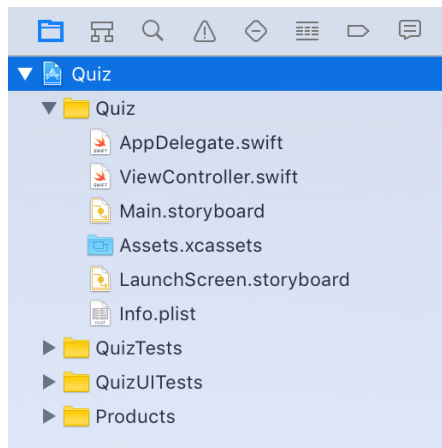 Quiz
Quiz
AppDelegate.swift
ViewController.swift
Main.storyboard
Assets.xcassets
LaunchScreen.storyboard
Info.plist
QuizTests
QuizUITests
Products